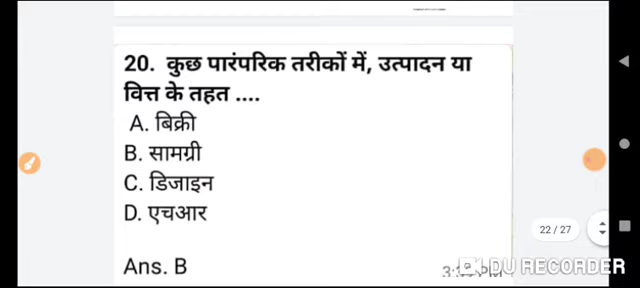 20. कुछ पारंपरिक तरीकों में, उत्पादन या
वित्त के तहत ....
A. बिक्री
B. सामग्री
C. डिजाइन
D. एचआर
22 / 27
Ans. B
DU RECORDER